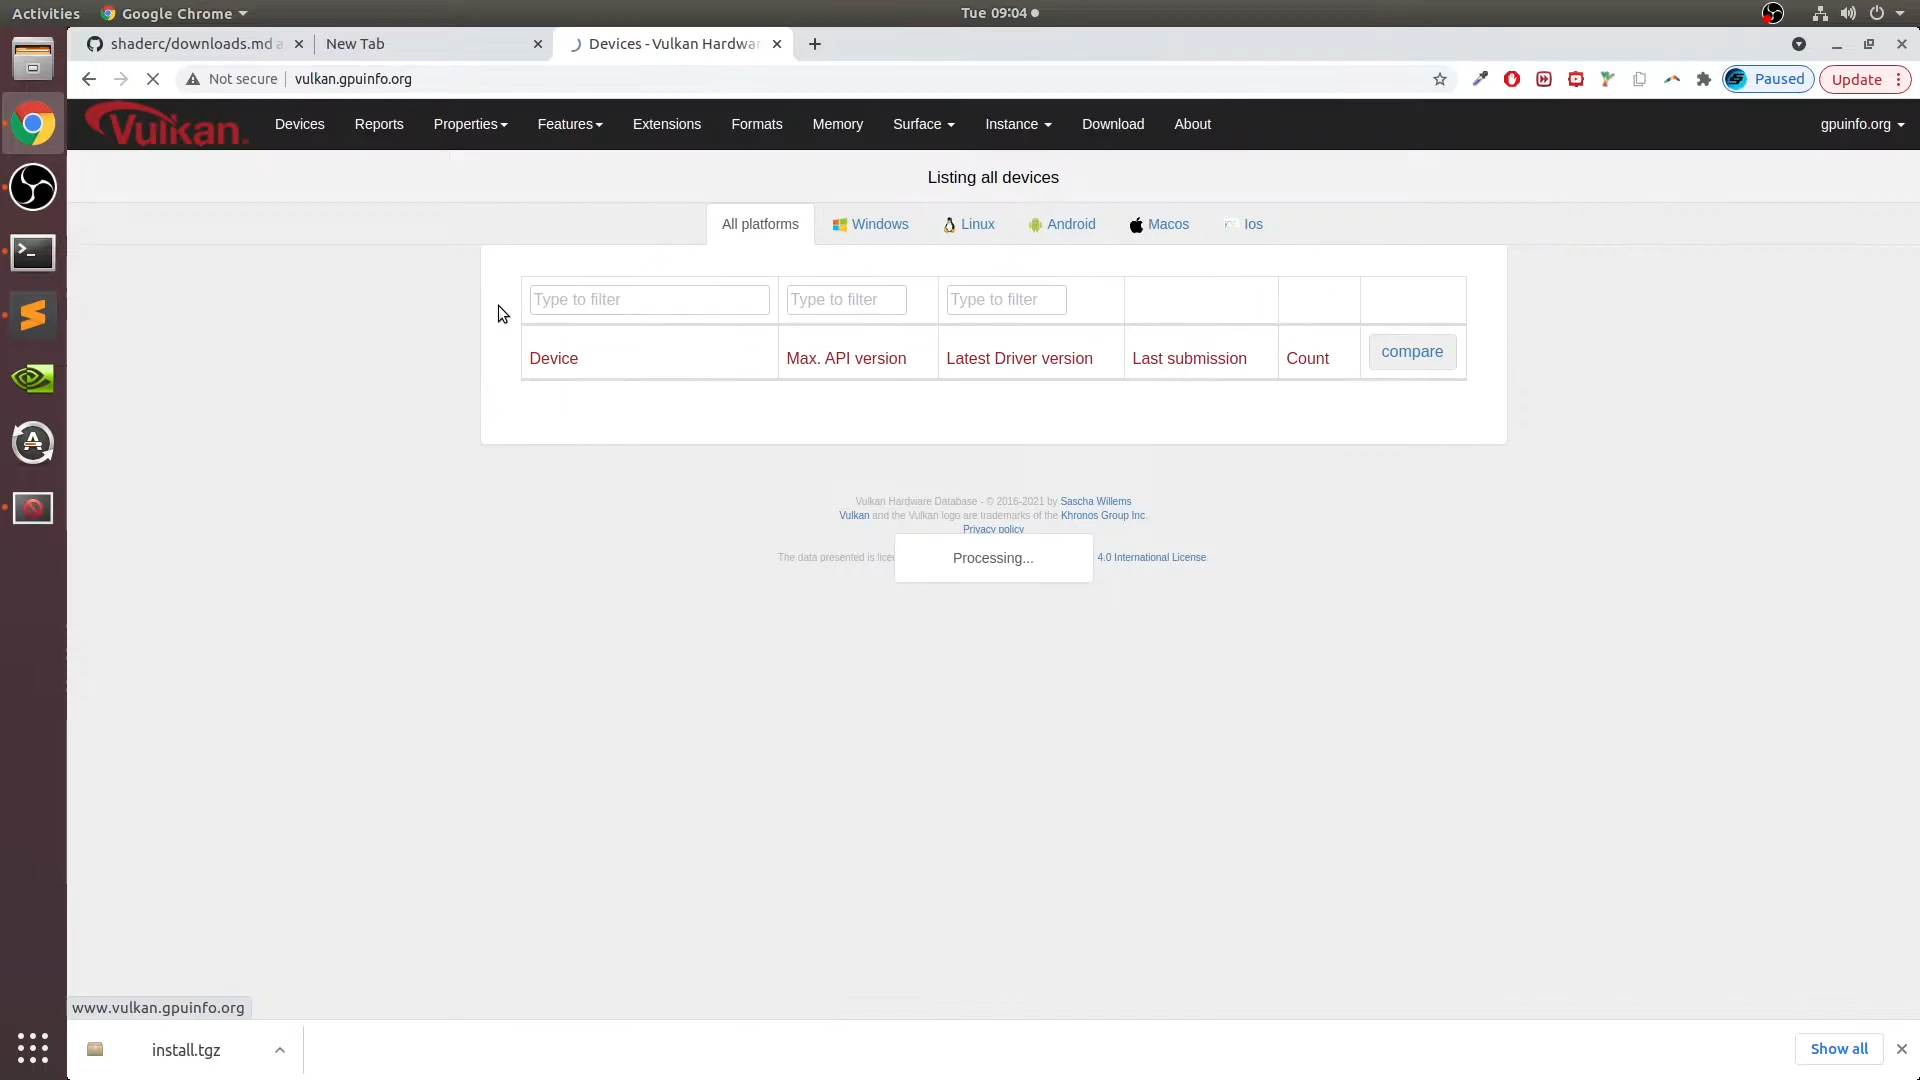 Activities Google Chrome Tue 09:04
shaderc/downloads.md a New Tab Devices - Vulkan Hardwa
Not secure vulkan.gpuinfo.org Paused Update
Vulkan. Devices Reports Properties Features Extensions Formats Memory Surface Instance Download About gpuinfo.org
Listing all devices
All platforms Windows Linux Android Macos Ios
Type to filter Type to filter Type to filter
Device Max. API version Latest Driver version Last submission Count compare
Vulkan Hardware Database - © 2016-2021 by Sascha Willems
Vulkan and the Vulkan logo are trademarks of the Khronos Group Inc.
Privacy policy
The data presented is Processing... 4.0 International License.
www.vulkan.gpuinfo.org
install.tgz Show all